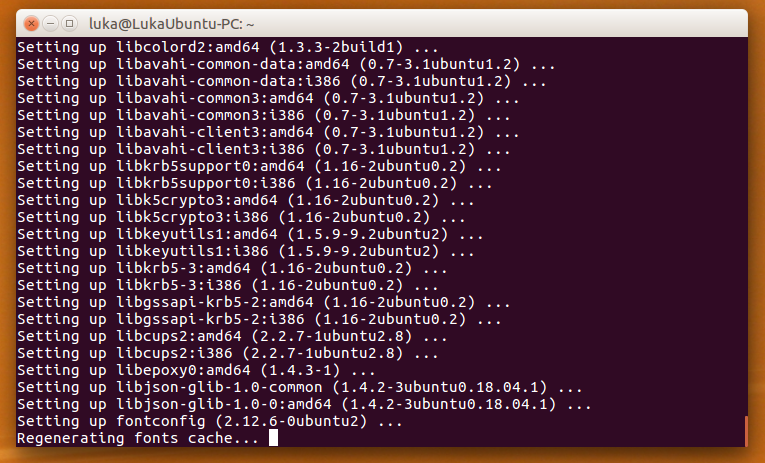 luka@LukaUbuntu-PC: ~
Setting up libcolord2:amd64 (1.3.3-2build1) ...
Setting up libavahi-common-data:amd64 (0.7-3.1ubuntu1.2) ...
Setting up libavahi-common-data:i386 (0.7-3.1ubuntu1.2) ...
Setting up libavahi-common3:amd64 (0.7-3.1ubuntu1.2) ...
Setting up libavahi-common3:i386 (0.7-3.1ubuntu1.2) ...
Setting up libavahi-client3:amd64 (0.7-3.1ubuntu1.2) ...
Setting up libavahi-client3:i386 (0.7-3.1ubuntu1.2) ...
Setting up libkrb5support0:amd64 (1.16-2ubuntu0.2) ...
Setting up libkrb5support0:i386 (1.16-2ubuntu0.2) ...
Setting up libk5crypto3:amd64 (1.16-2ubuntu0.2) ...
Setting up libk5crypto3:i386 (1.16-2ubuntu0.2) ...
Setting up libkeyutils1:amd64 (1.5.9-9.2ubuntu2) ...
Setting up libkeyutils1:i386 (1.5.9-9.2ubuntu2) ...
Setting up libkrb5-3:amd64 (1.16-2ubuntu0.2) ...
Setting up libkrb5-3:i386 (1.16-2ubuntu0.2) ...
Setting up libgssapi-krb5-2:amd64 (1.16-2ubuntu0.2) ...
Setting up libgssapi-krb5-2:i386 (1.16-2ubuntu0.2) ...
Setting up libcups2:amd64 (2.2.7-1ubuntu2.8) ...
Setting up libcups2:i386 (2.2.7-1ubuntu2.8) ...
Setting up libepoxy0:amd64 (1.4.3-1) ...
Setting up libjson-glib-1.0-common (1.4.2-3ubuntu0.18.04.1) ...
Setting up libjson-glib-1.0-0:amd64 (1.4.2-3ubuntu0.18.04.1) ...
Setting up fontconfig (2.12.6-0ubuntu2) ...
Regenerating fonts cache...